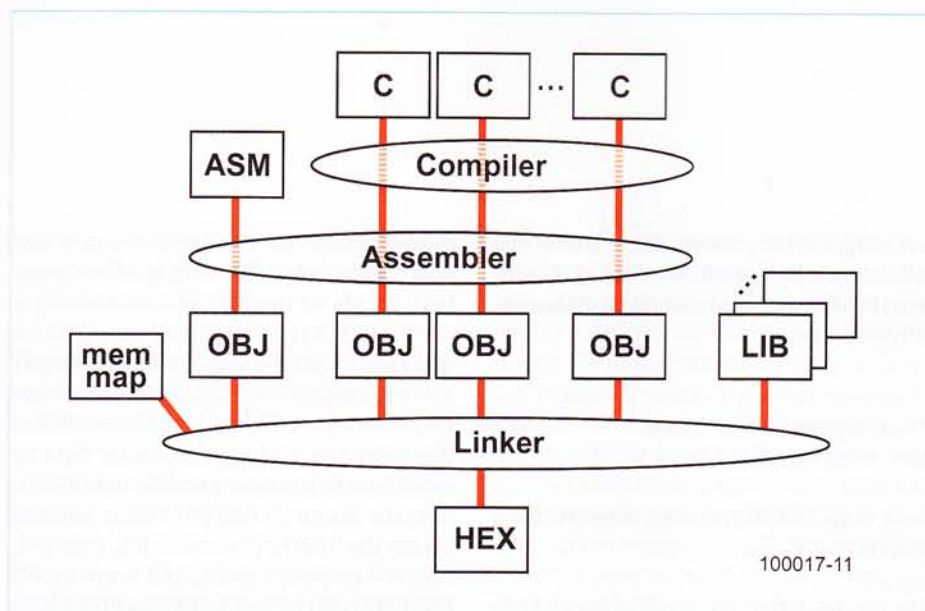 C C ... C
ASM
Compiler
Assembler
OBJ OBJ OBJ OBJ LIB
mem
map
Linker
HEX
100017-11